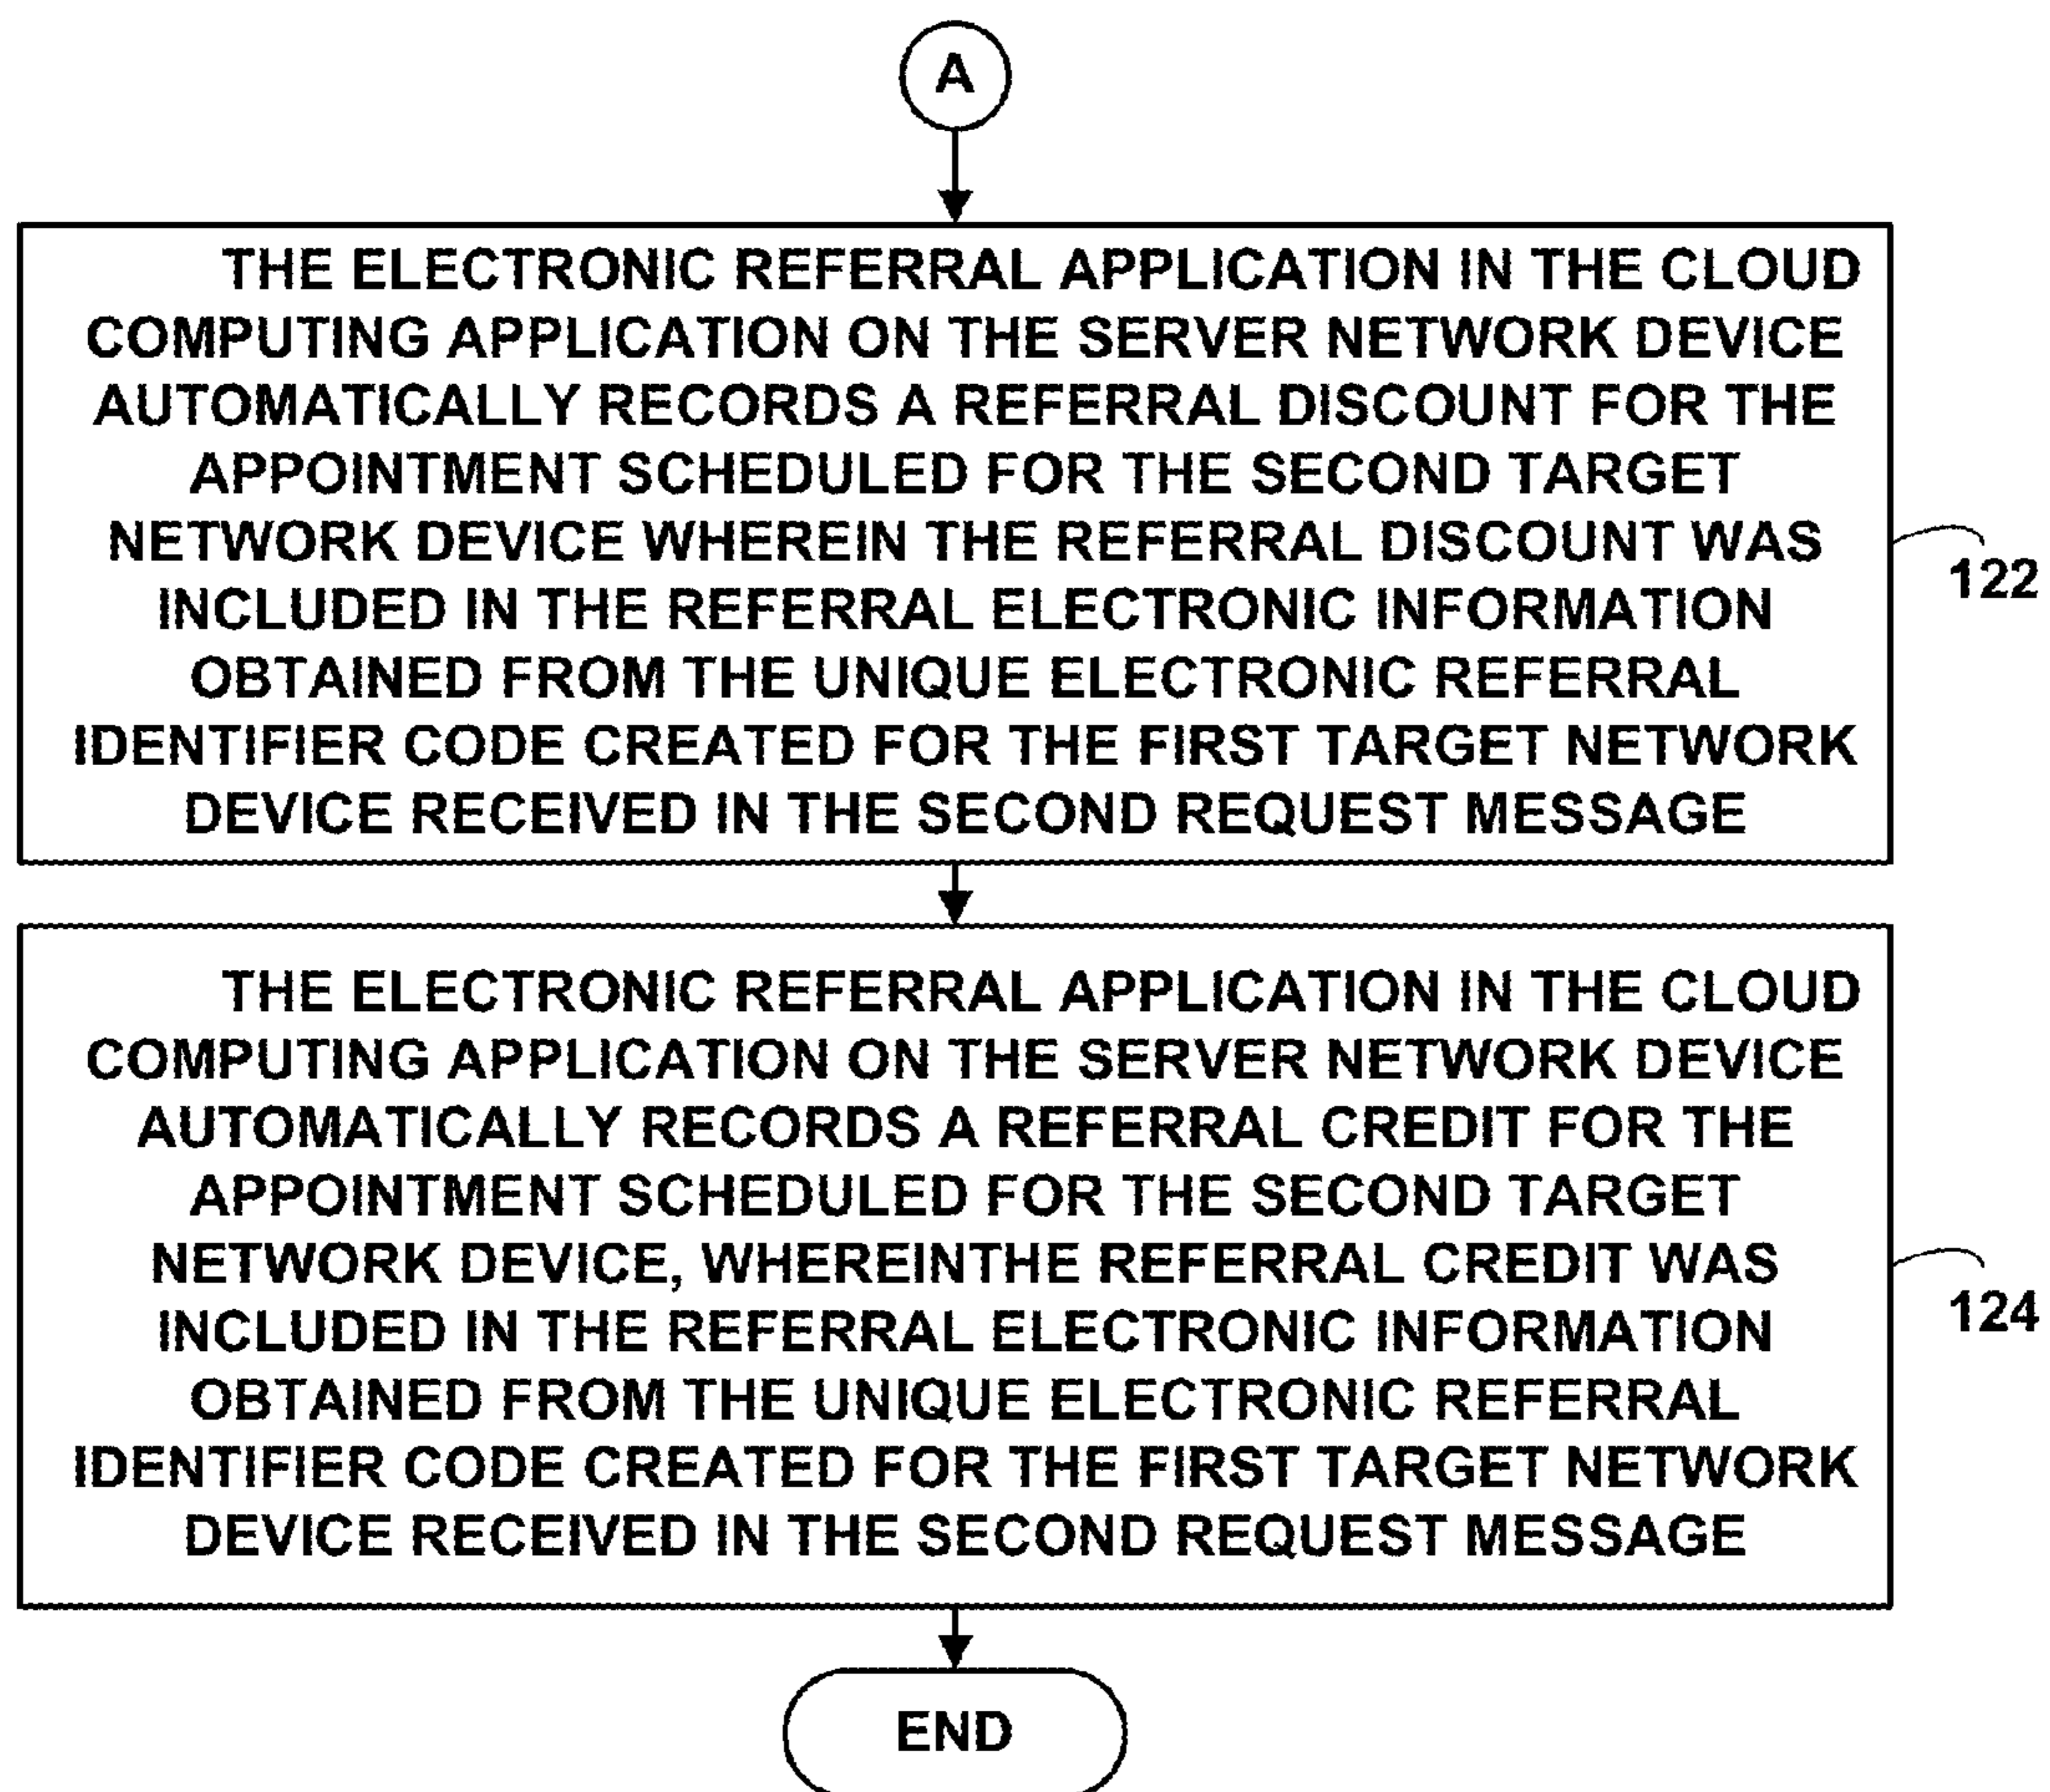 A
THE ELECTRONIC REFERRAL APPLICATION IN THE CLOUD
COMPUTING APPLICATION ON THE SERVER NETWORK DEVICE
AUTOMATICALLY RECORDS A REFERRAL DISCOUNT FOR THE
APPOINTMENT SCHEDULED FOR THE SECOND TARGET
NETWORK DEVICE WHEREIN THE REFERRAL DISCOUNT WAS
INCLUDED IN THE REFERRAL ELECTRONIC INFORMATION
OBTAINED FROM THE UNIQUE ELECTRONIC REFERRAL
IDENTIFIER CODE CREATED FOR THE FIRST TARGET NETWORK
DEVICE RECEIVED IN THE SECOND REQUEST MESSAGE
122
THE ELECTRONIC REFERRAL APPLICATION IN THE CLOUD
COMPUTING APPLICATION ON THE SERVER NETWORK DEVICE
AUTOMATICALLY RECORDS A REFERRAL CREDIT FOR THE
APPOINTMENT SCHEDULED FOR THE SECOND TARGET
NETWORK DEVICE, WHEREINTHE REFERRAL CREDIT WAS
INCLUDED IN THE REFERRAL ELECTRONIC INFORMATION
OBTAINED FROM THE UNIQUE ELECTRONIC REFERRAL
IDENTIFIER CODE CREATED FOR THE FIRST TARGET NETWORK
DEVICE RECEIVED IN THE SECOND REQUEST MESSAGE
124
END